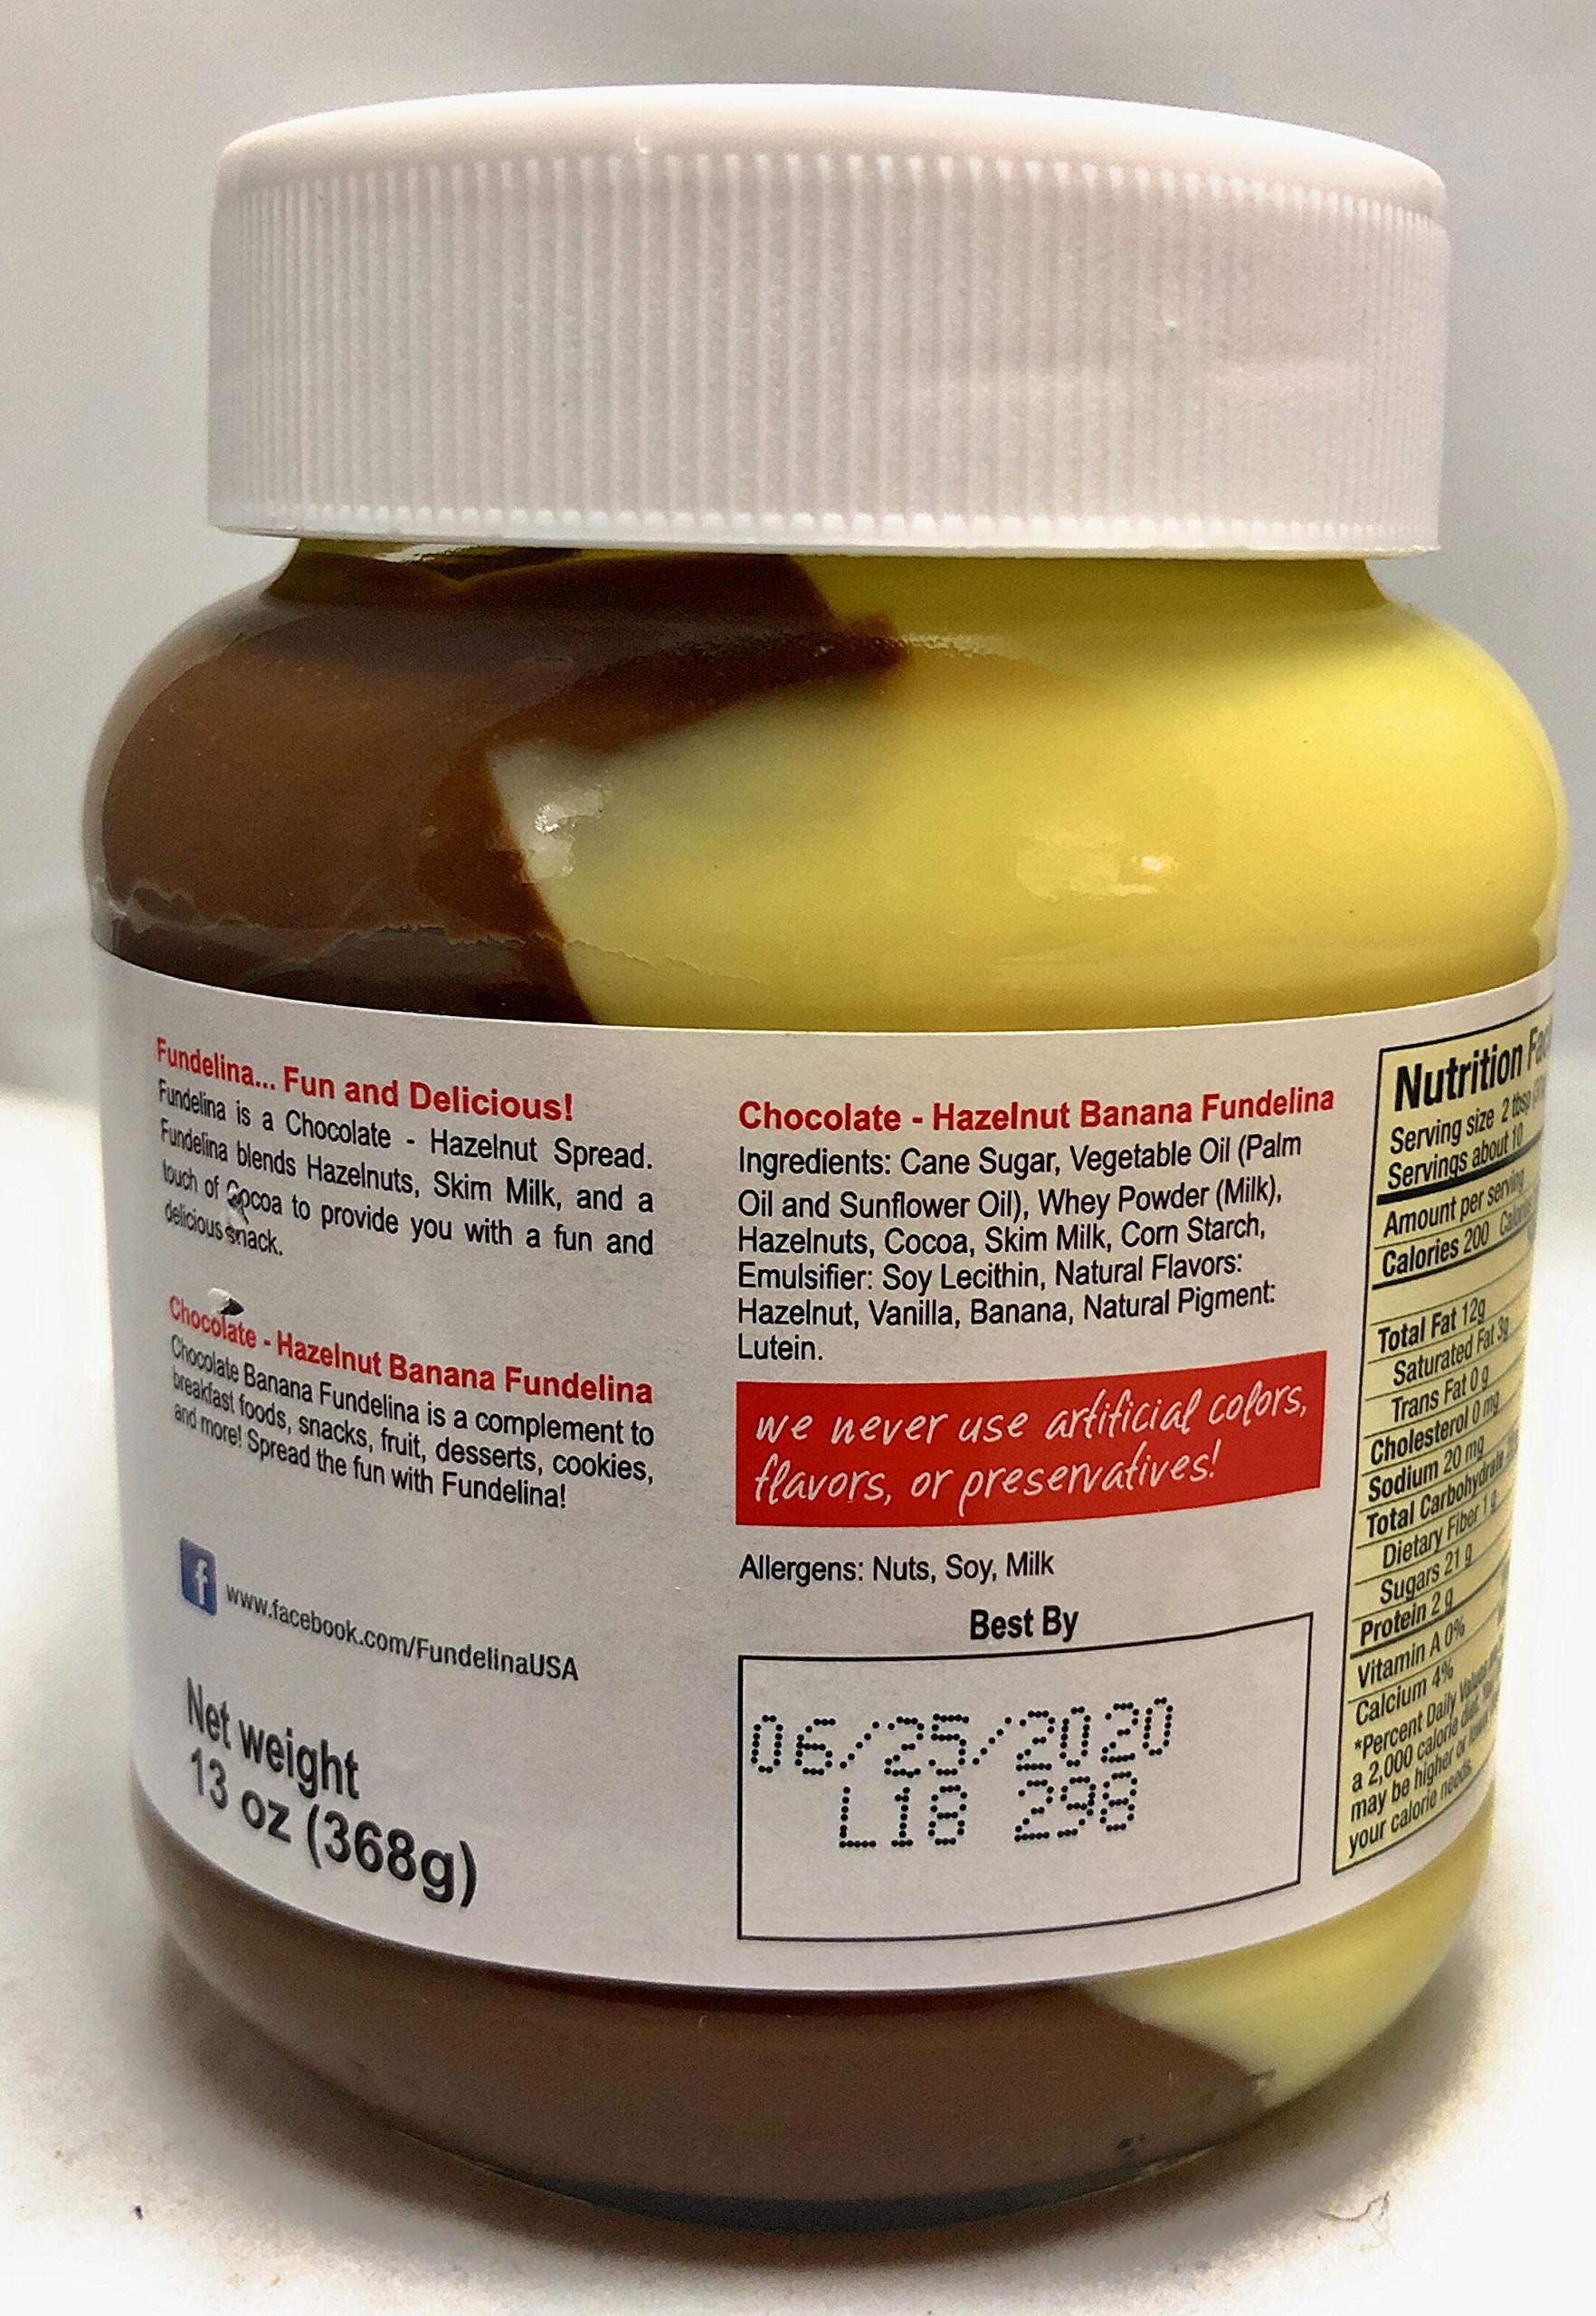 Fundelina... Fun and Delicious!
Fundelina is a Chocolate - Hazelnut Spread.
Fundelina blends Hazelnuts, Skim Milk, and a
touch of Cocoa to provide you with a fun and
delicious snack.
Chocolate - Hazelnut Banana Fundelina
Chocolate Banana Fundelina is a complement to
breakfast foods, snacks, fruit, desserts, cookies,
and more! Spread the fun with Fundelina!
f www.facebook.com/FundelinaUSA
Net weight
13 oz (368g)
Chocolate - Hazelnut Banana Fundelina
Ingredients: Cane Sugar, Vegetable Oil (Palm
Oil and Sunflower Oil), Whey Powder (Milk),
Hazelnuts, Cocoa, Skim Milk, Corn Starch,
Emulsifier: Soy Lecithin, Natural Flavors:
Hazelnut, Vanilla, Banana, Natural Pigment:
Lutein.
we never use artificial colors,
flavors, or preservatives!
Allergens: Nuts, Soy, Milk
Best By
06/25/2020
L18 298
Nutrition
Serving size 2 tbsp
Servings about 10
Amount per serving
Calories 200
Total Fat 12g
Saturated Fat 3g
Trans Fat 0 g
Cholesterol 0 mg
Sodium 20 mg
Total Carbohydrate
Dietary Fiber 1 g
Sugars 21 g
Protein 2 g
Vitamin A 0%
Calcium 4%
*Percent Daily Values
a 2,000 calorie diet.
may be higher or lower
your calorie needs.